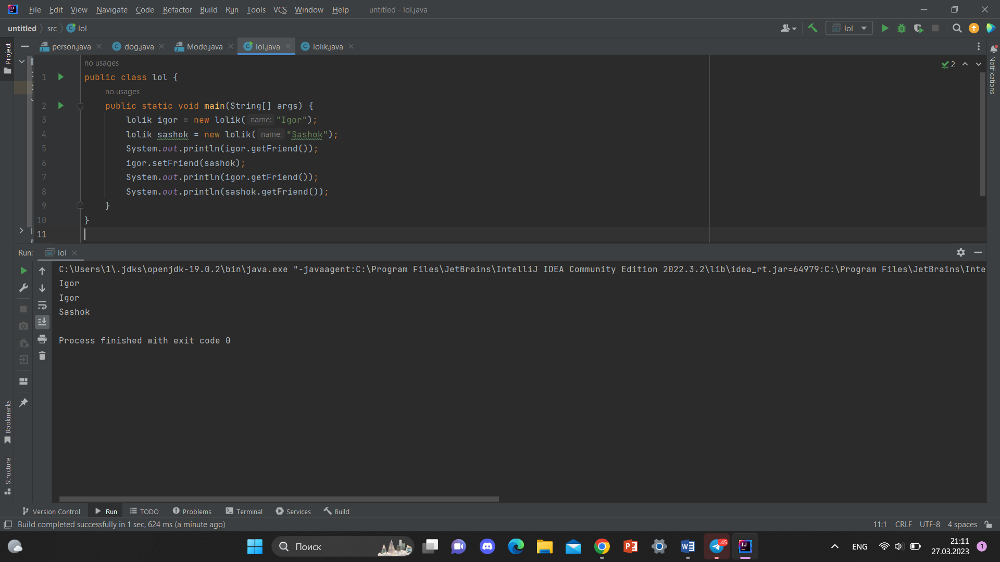 File Edit View Navigate Code Refactor Build Run Tools VCS Window Help untitled - lol.java
untitled src lol lol
Project
person.java dog.java Mode.java lol.java lolik.java
Notifications
no usages
2
1 public class lol {
no usages
2 public static void main(String[] args) {
3 lolik igor = new lolik( name: "Igor");
4 lolik sashok = new lolik( name: "Sashok");
5 System.out.println(igor.getFriend());
6 igor.setFriend(sashok);
7 System.out.println(igor.getFriend());
8 System.out.println(sashok.getFriend());
9 }
10 }
11
Run: lol
C:\Users\1\.jdks\openjdk-19.0.2\bin\java.exe "-javaagent:C:\Program Files\JetBrains\IntelliJ IDEA Community Edition 2022.3.2\lib\idea_rt.jar=64979:C:\Program Files\JetBrains\Inte
Igor
Igor
Sashok
Process finished with exit code 0
Bookmarks
Structure
Version Control Run TODO Problems Terminal Services Build
Build completed successfully in 1 sec, 624 ms (a minute ago) 11:1 CRLF UTF-8 4 spaces
Поиск ENG 21:11
27.03.2023
1